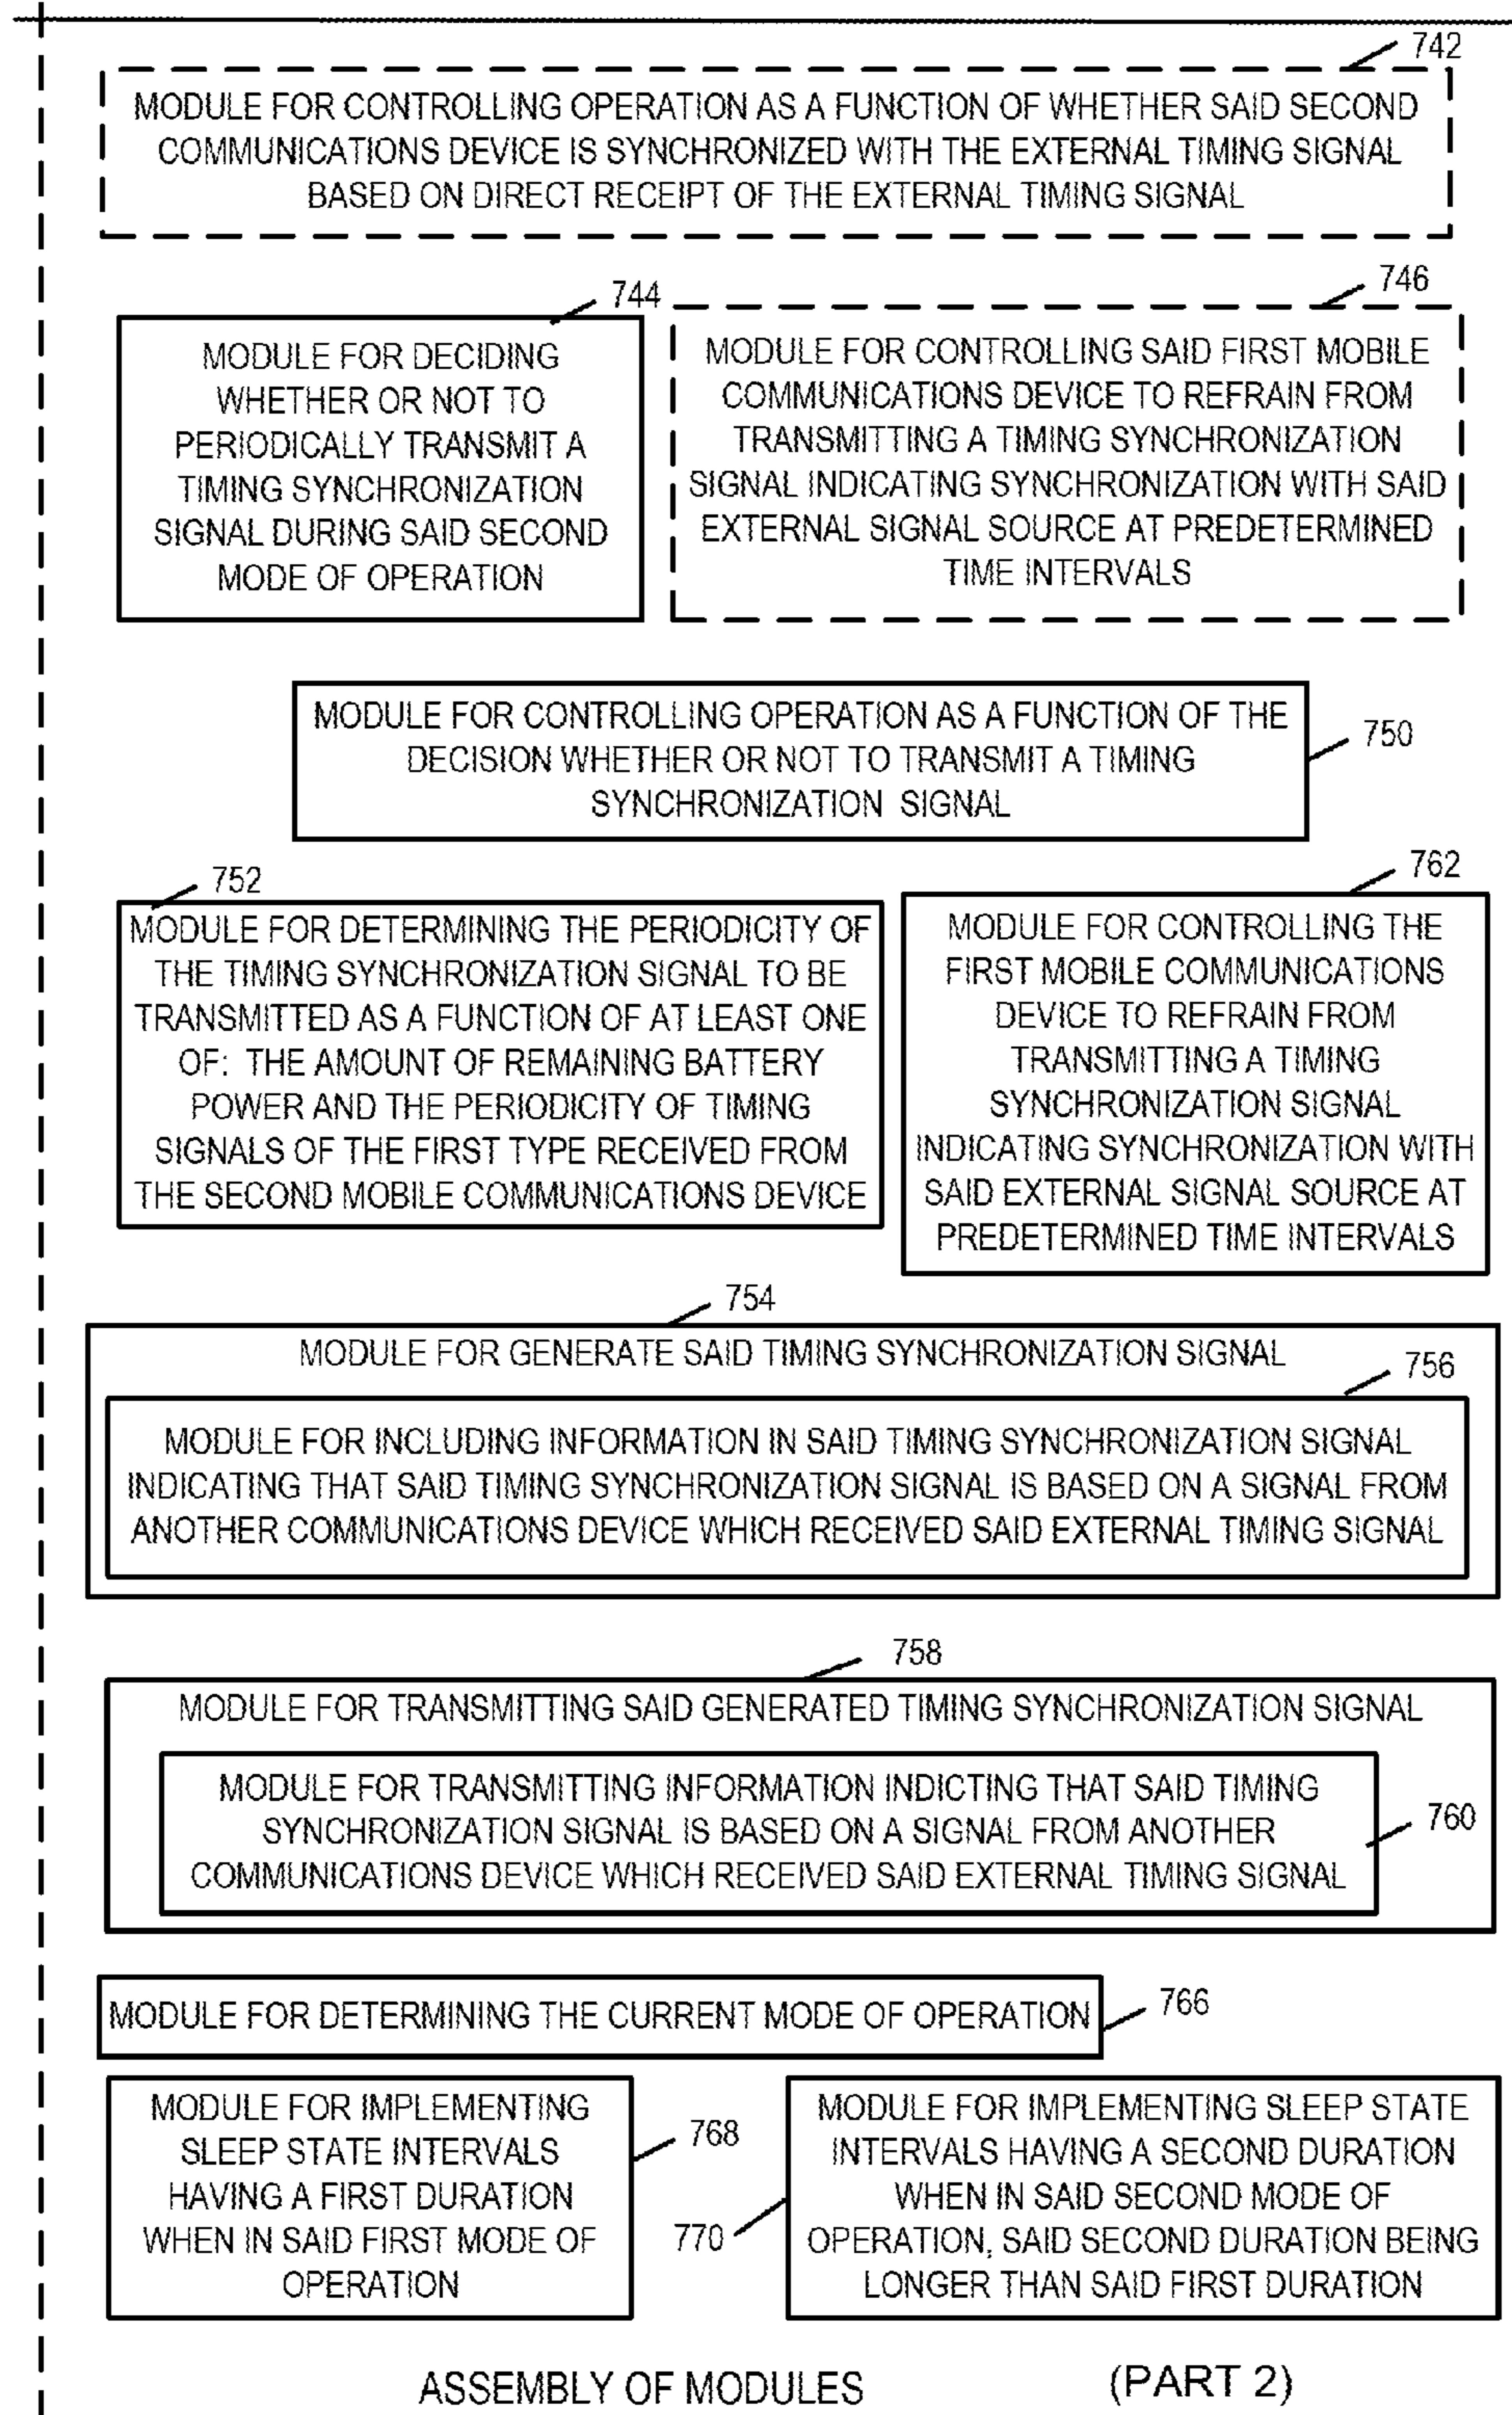 742
MODULE FOR CONTROLLING OPERATION AS A FUNCTION OF WHETHER SAID SECOND
COMMUNICATIONS DEVICE IS SYNCHRONIZED WITH THE EXTERNAL TIMING SIGNAL
BASED ON DIRECT RECEIPT OF THE EXTERNAL TIMING SIGNAL
744
MODULE FOR DECIDING
WHETHER OR NOT TO
PERIODICALLY TRANSMIT A
TIMING SYNCHRONIZATION
SIGNAL DURING SAID SECOND
MODE OF OPERATION
746
MODULE FOR CONTROLLING SAID FIRST MOBILE
COMMUNICATIONS DEVICE TO REFRAIN FROM
TRANSMITTING A TIMING SYNCHRONIZATION
SIGNAL INDICATING SYNCHRONIZATION WITH SAID
EXTERNAL SIGNAL SOURCE AT PREDETERMINED
TIME INTERVALS
MODULE FOR CONTROLLING OPERATION AS A FUNCTION OF THE
DECISION WHETHER OR NOT TO TRANSMIT A TIMING
SYNCHRONIZATION SIGNAL
750
752
MODULE FOR DETERMINING THE PERIODICITY OF
THE TIMING SYNCHRONIZATION SIGNAL TO BE
TRANSMITTED AS A FUNCTION OF AT LEAST ONE
OF: THE AMOUNT OF REMAINING BATTERY
POWER AND THE PERIODICITY OF TIMING
SIGNALS OF THE FIRST TYPE RECEIVED FROM
THE SECOND MOBILE COMMUNICATIONS DEVICE
762
MODULE FOR CONTROLLING THE
FIRST MOBILE COMMUNICATIONS
DEVICE TO REFRAIN FROM
TRANSMITTING A TIMING
SYNCHRONIZATION SIGNAL
INDICATING SYNCHRONIZATION WITH
SAID EXTERNAL SIGNAL SOURCE AT
PREDETERMINED TIME INTERVALS
754
MODULE FOR GENERATE SAID TIMING SYNCHRONIZATION SIGNAL
756
MODULE FOR INCLUDING INFORMATION IN SAID TIMING SYNCHRONIZATION SIGNAL
INDICATING THAT SAID TIMING SYNCHRONIZATION SIGNAL IS BASED ON A SIGNAL FROM
ANOTHER COMMUNICATIONS DEVICE WHICH RECEIVED SAID EXTERNAL TIMING SIGNAL
758
MODULE FOR TRANSMITTING SAID GENERATED TIMING SYNCHRONIZATION SIGNAL
MODULE FOR TRANSMITTING INFORMATION INDICTING THAT SAID TIMING
SYNCHRONIZATION SIGNAL IS BASED ON A SIGNAL FROM ANOTHER
COMMUNICATIONS DEVICE WHICH RECEIVED SAID EXTERNAL TIMING SIGNAL
760
MODULE FOR DETERMINING THE CURRENT MODE OF OPERATION
766
MODULE FOR IMPLEMENTING
SLEEP STATE INTERVALS
HAVING A FIRST DURATION
WHEN IN SAID FIRST MODE OF
OPERATION
768
770
MODULE FOR IMPLEMENTING SLEEP STATE
INTERVALS HAVING A SECOND DURATION
WHEN IN SAID SECOND MODE OF
OPERATION, SAID SECOND DURATION BEING
LONGER THAN SAID FIRST DURATION
ASSEMBLY OF MODULES (PART 2)